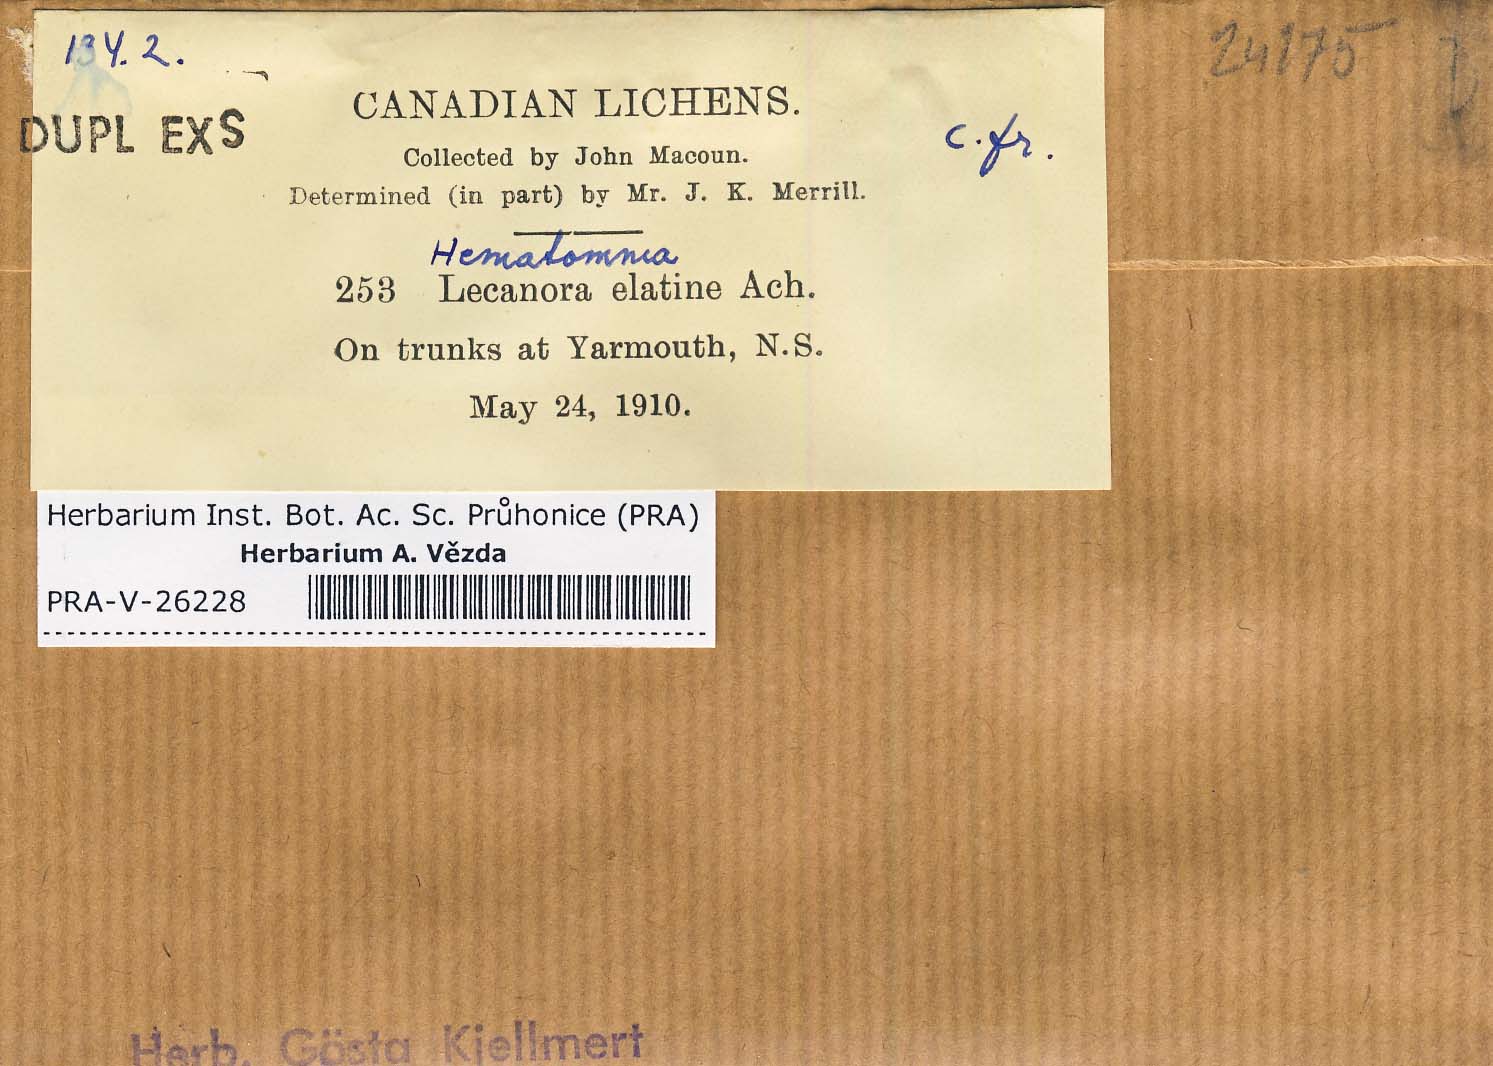 134.2.
24175
DUPL EXS
CANADIAN LICHENS.
c.fr.
Collected by John Macoun.
Determined (in part) by Mr. J. K. Merrill.
Hematomnia
253 Lecanora elatine Ach.
On trunks at Yarmouth, N.S.
May 24, 1910.
Herbarium Inst. Bot. Ac. Sc. Průhonice (PRA)
Herbarium A. Vězda
PRA-V-26228
Herb. Gösta Kjellmert